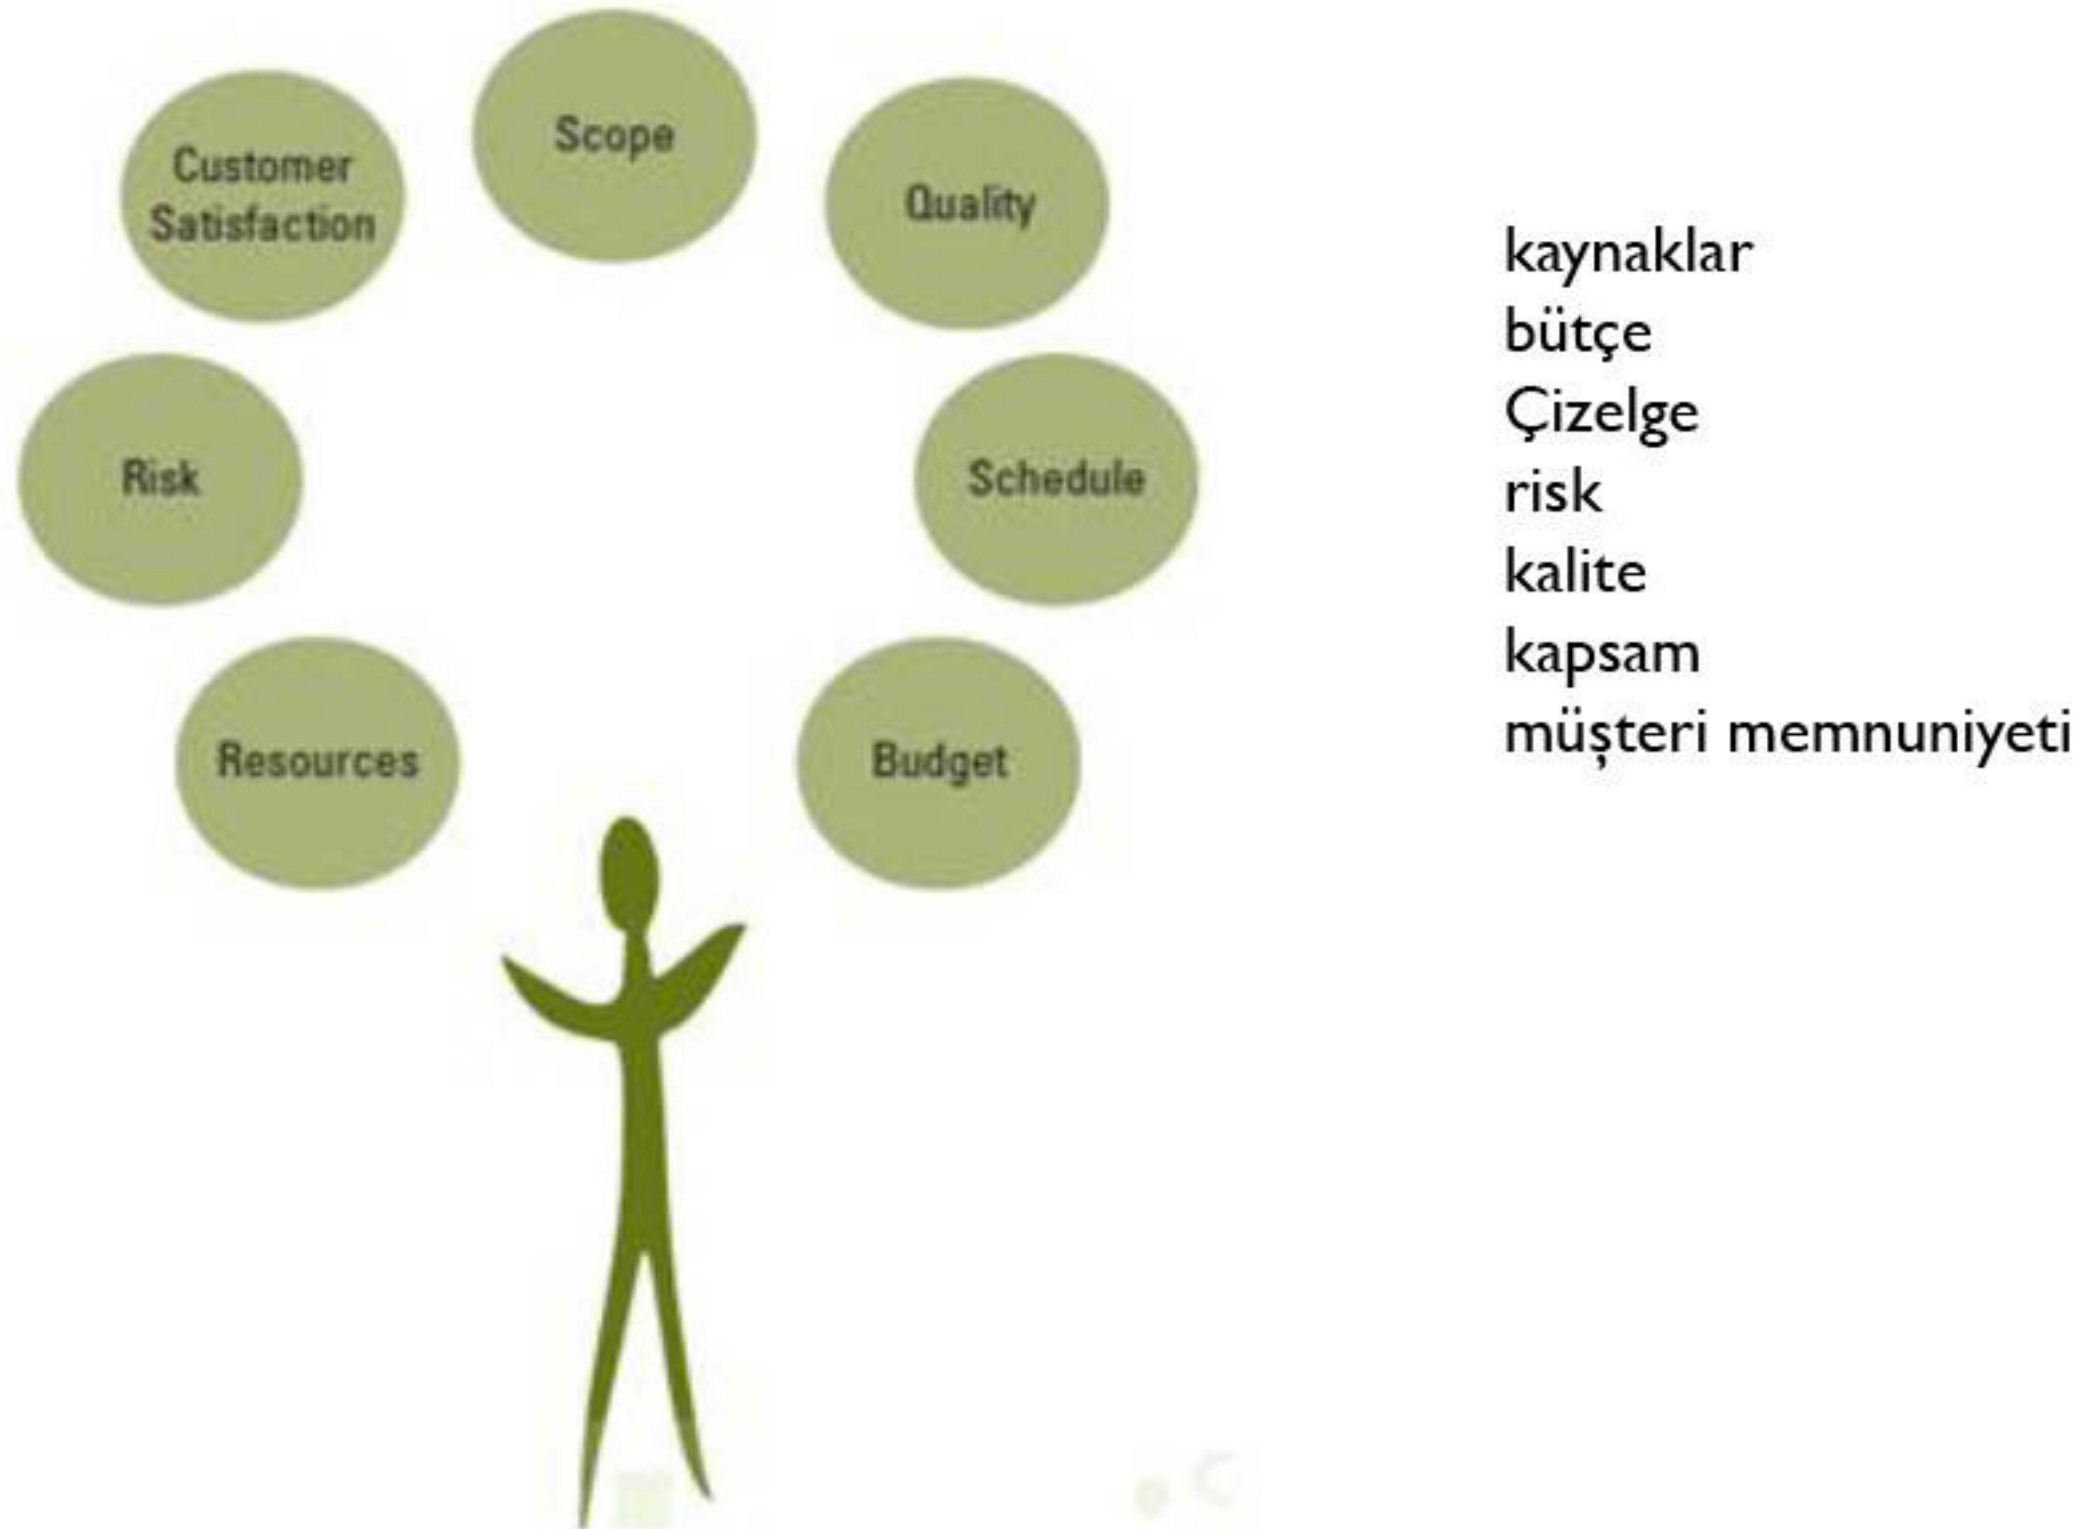 Scope
Customer
Satisfaction
Quality
Risk
Schedule
Resources
Budget
kaynaklar
bütçe
Çizelge
risk
kalite
kapsam
müşteri memnuniyeti